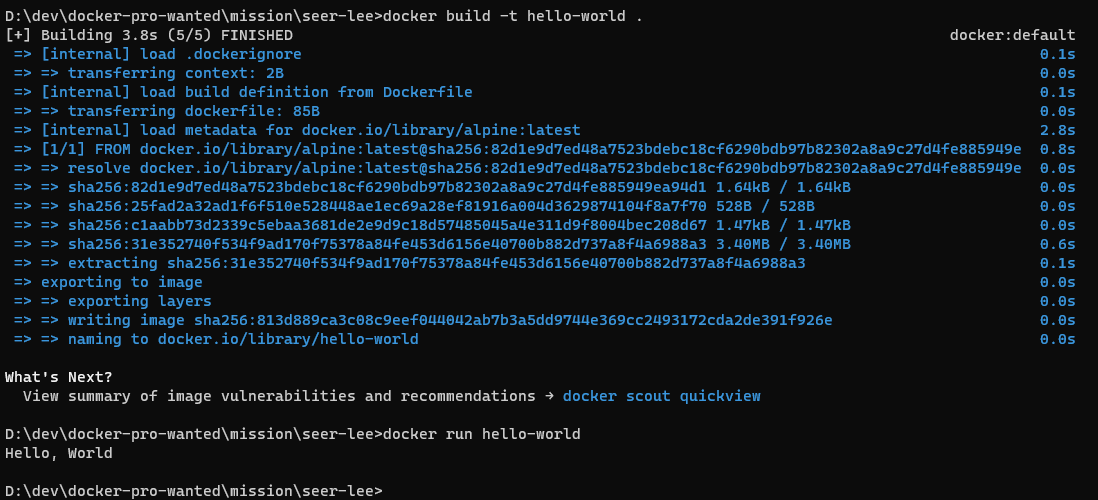 D:\dev\docker-pro-wanted\mission\seer-lee>docker build -t hello-world .
[+] Building 3.8s (5/5) FINISHED docker:default
=> [internal] load .dockerignore 0.1s
=> => transferring context: 2B 0.0s
=> [internal] load build definition from Dockerfile 0.1s
=> => transferring dockerfile: 85B 0.0s
=> [internal] load metadata for docker.io/library/alpine:latest 2.8s
=> [1/1] FROM docker.io/library/alpine:latest@sha256:82d1e9d7ed48a7523bdebc18cf6290bdb97b82302a8a9c27d4fe885949e 0.8s
=> => resolve docker.io/library/alpine:latest@sha256:82d1e9d7ed48a7523bdebc18cf6290bdb97b82302a8a9c27d4fe885949e 0.0s
=> => sha256:82d1e9d7ed48a7523bdebc18cf6290bdb97b82302a8a9c27d4fe885949ea94d1 1.64kB / 1.64kB 0.0s
=> => sha256:25fad2a32ad1f6f510e528448ae1ec69a28ef81916a004d3629874104f8a7f70 528B / 528B 0.0s
=> => sha256:c1aabb73d2339c5ebaa3681de2e9d9c18d57485045a4e311d9f8004bec208d67 1.47kB / 1.47kB 0.0s
=> => sha256:31e352740f534f9ad170f75378a84fe453d6156e40700b882d737a8f4a6988a3 3.40MB / 3.40MB 0.6s
=> => extracting sha256:31e352740f534f9ad170f75378a84fe453d6156e40700b882d737a8f4a6988a3 0.1s
=> exporting to image 0.0s
=> => exporting layers 0.0s
=> => writing image sha256:813d889ca3c08c9eef044042ab7b3a5dd9744e369cc2493172cda2de391f926e 0.0s
=> => naming to docker.io/library/hello-world 0.0s
What's Next?
View summary of image vulnerabilities and recommendations → docker scout quickview
D:\dev\docker-pro-wanted\mission\seer-lee>docker run hello-world
Hello, World
D:\dev\docker-pro-wanted\mission\seer-lee>